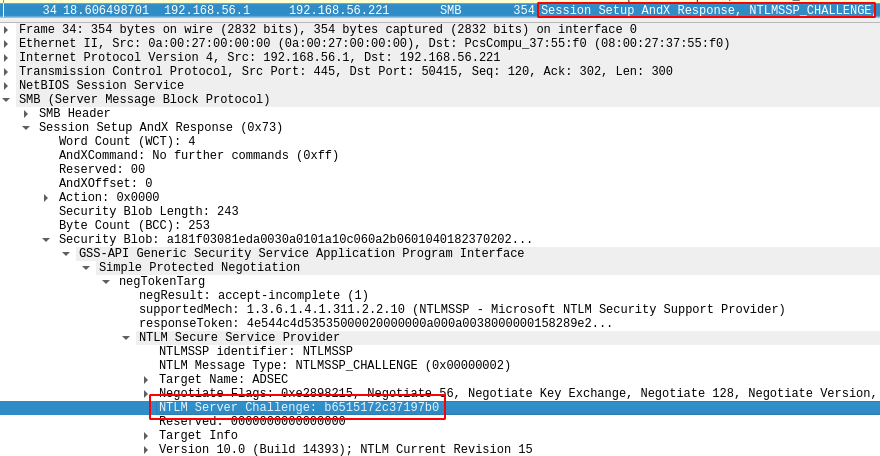 34 18.606498701 192.168.56.1 192.168.56.221 SMB 354 Session Setup AndX Response, NTLMSSP_CHALLENGE
Frame 34: 354 bytes on wire (2832 bits), 354 bytes captured (2832 bits) on interface 0
Ethernet II, Src: 0a:00:27:00:00:00 (0a:00:27:00:00:00), Dst: PcsCompu_37:55:f0 (08:00:27:37:55:f0)
Internet Protocol Version 4, Src: 192.168.56.1, Dst: 192.168.56.221
Transmission Control Protocol, Src Port: 445, Dst Port: 50415, Seq: 120, Ack: 302, Len: 300
NetBIOS Session Service
SMB (Server Message Block Protocol)
SMB Header
Session Setup AndX Response (0x73)
Word Count (WCT): 4
AndXCommand: No further commands (0xff)
Reserved: 00
AndXOffset: 0
Action: 0x0000
Security Blob Length: 243
Byte Count (BCC): 253
Security Blob: a181f03081eda0030a0101a10c060a2b0601040182370202...
GSS-API Generic Security Service Application Program Interface
Simple Protected Negotiation
negTokenTarg
negResult: accept-incomplete (1)
supportedMech: 1.3.6.1.4.1.311.2.2.10 (NTLMSSP - Microsoft NTLM Security Support Provider)
responseToken: 4e544c4d53535000020000000a000a0038000000158289e2...
NTLM Secure Service Provider
NTLMSSP identifier: NTLMSSP
NTLM Message Type: NTLMSSP_CHALLENGE (0x00000002)
Target Name: ADSEC
Negotiate Flags: 0xe2898215, Negotiate 56, Negotiate Key Exchange, Negotiate 128, Negotiate Version,
NTLM Server Challenge: b6515172c37197b0
Reserved: 0000000000000000
Target Info
Version 10.0 (Build 14393); NTLM Current Revision 15